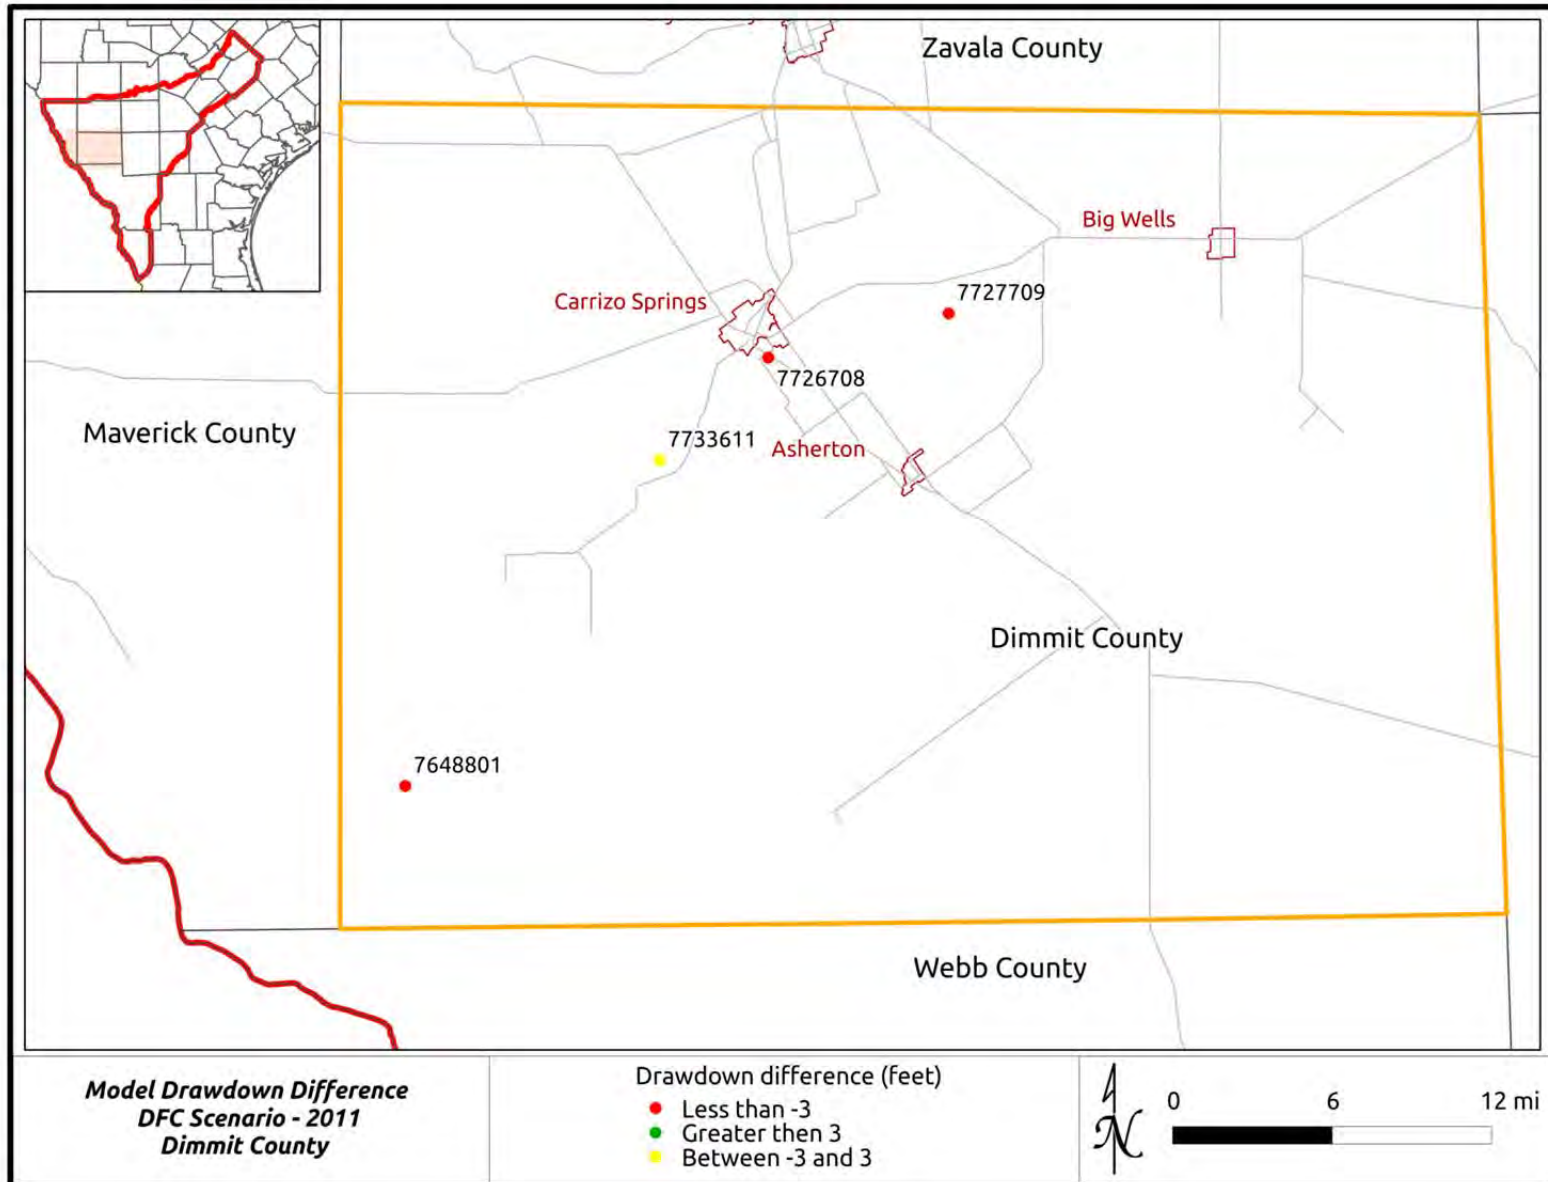 Zavala County
Big Wells
7727709
Carrizo Springs
7726708
Maverick County
7733611
Asherton
Dimmit County
7648801
Webb County
Model Drawdown Difference
DFC Scenario - 2011
Dimmit County
Drawdown difference (feet)
Less than -3
Greater then 3
Between -3 and 3
N
0 6 12 mi